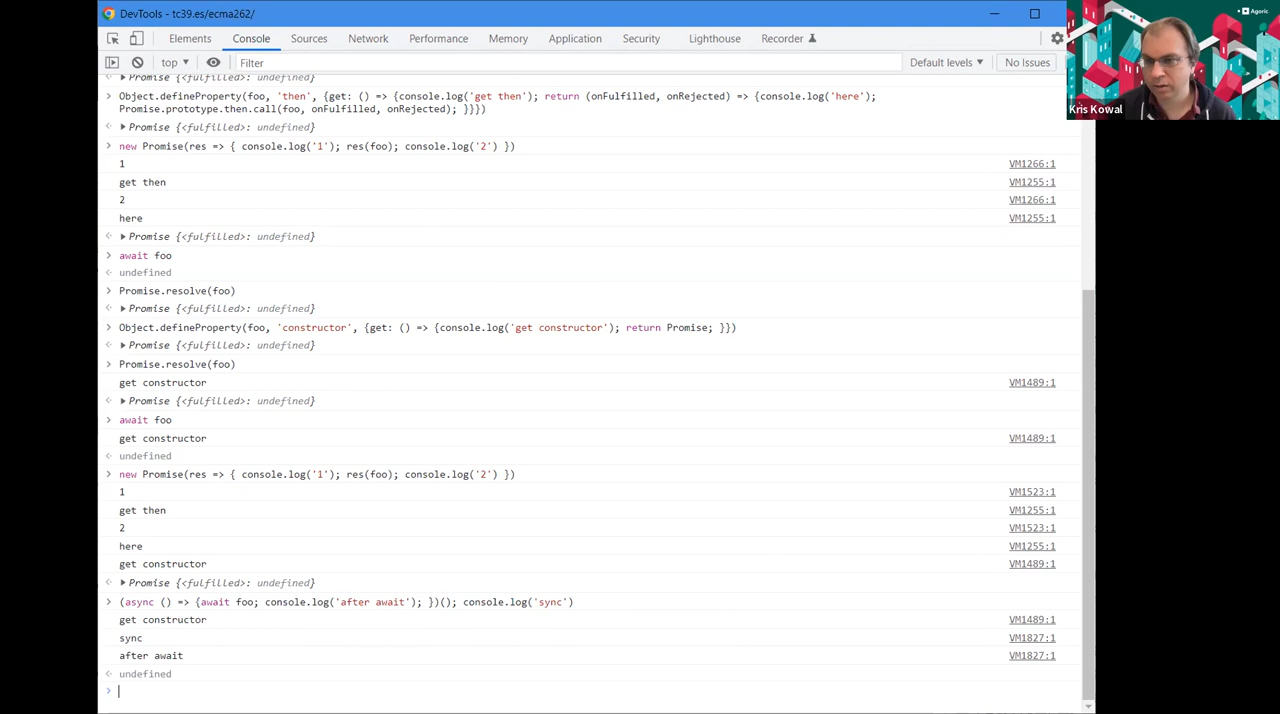 DevTools - tc39.es/ecma262/
Agoric
Elements Console Sources Network Performance Memory Application Security Lighthouse Recorder
top ▾ Filter Default levels ▾ No Issues
Kris Kowal
Promise {<fulfilled>: undefined}
Object.defineProperty(foo, 'then', {get: () => {console.log('get then'); return (onFulfilled, onRejected) => {console.log('here');
Promise.prototype.then.call(foo, onFulfilled, onRejected); }}})
Promise {<fulfilled>: undefined}
new Promise(res => { console.log('1'); res(foo); console.log('2') })
1 VM1266:1
get then VM1255:1
2 VM1266:1
here VM1255:1
Promise {<fulfilled>: undefined}
await foo
undefined
Promise.resolve(foo)
Promise {<fulfilled>: undefined}
Object.defineProperty(foo, 'constructor', {get: () => {console.log('get constructor'); return Promise; }})
Promise {<fulfilled>: undefined}
Promise.resolve(foo)
get constructor VM1489:1
Promise {<fulfilled>: undefined}
await foo
get constructor VM1489:1
undefined
new Promise(res => { console.log('1'); res(foo); console.log('2') })
1 VM1523:1
get then VM1255:1
2 VM1523:1
here VM1255:1
get constructor VM1489:1
Promise {<fulfilled>: undefined}
(async () => {await foo; console.log('after await'); })(); console.log('sync')
get constructor VM1489:1
sync VM1827:1
after await VM1827:1
undefined